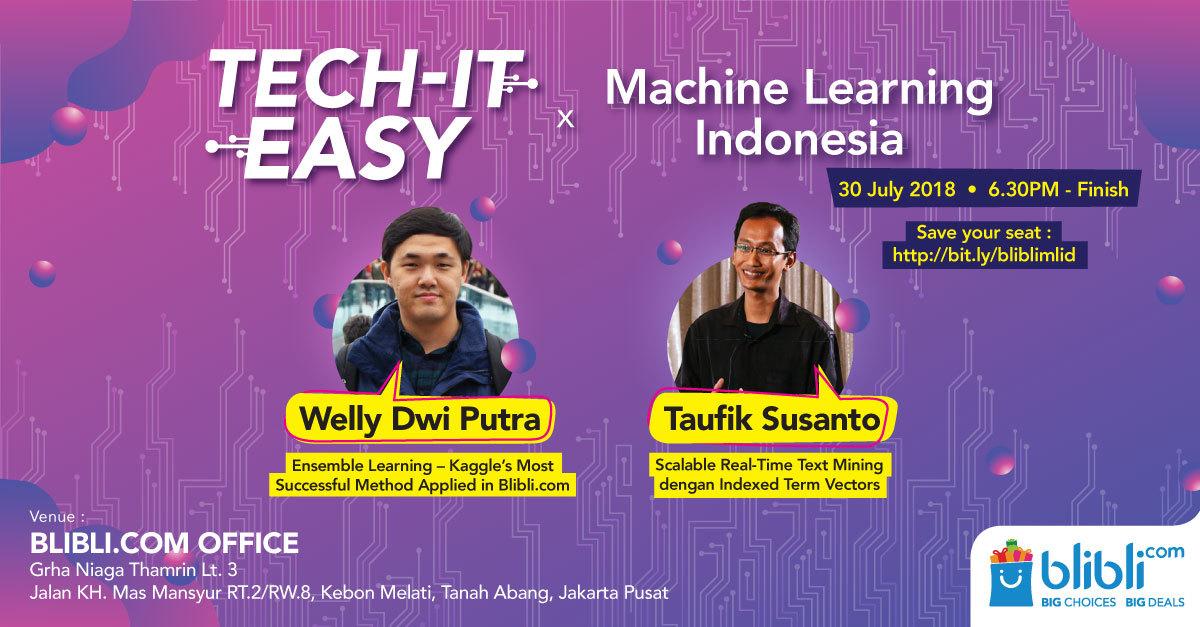 TECH-IT
EASY
x
Machine Learning
Indonesia
30 July 2018 • 6.30PM - Finish
Save your seat :
http://bit.ly/bliblimlid
Welly Dwi Putra
Ensemble Learning – Kaggle's Most
Successful Method Applied in Blibli.com
Taufik Susanto
Scalable Real-Time Text Mining
dengan Indexed Term Vectors
Venue :
BLIBLI.COM OFFICE
Grha Niaga Thamrin Lt. 3
Jalan KH. Mas Mansyur RT.2/RW.8, Kebon Melati, Tanah Abang, Jakarta Pusat
blibli.com
BIG CHOICES BIG DEALS